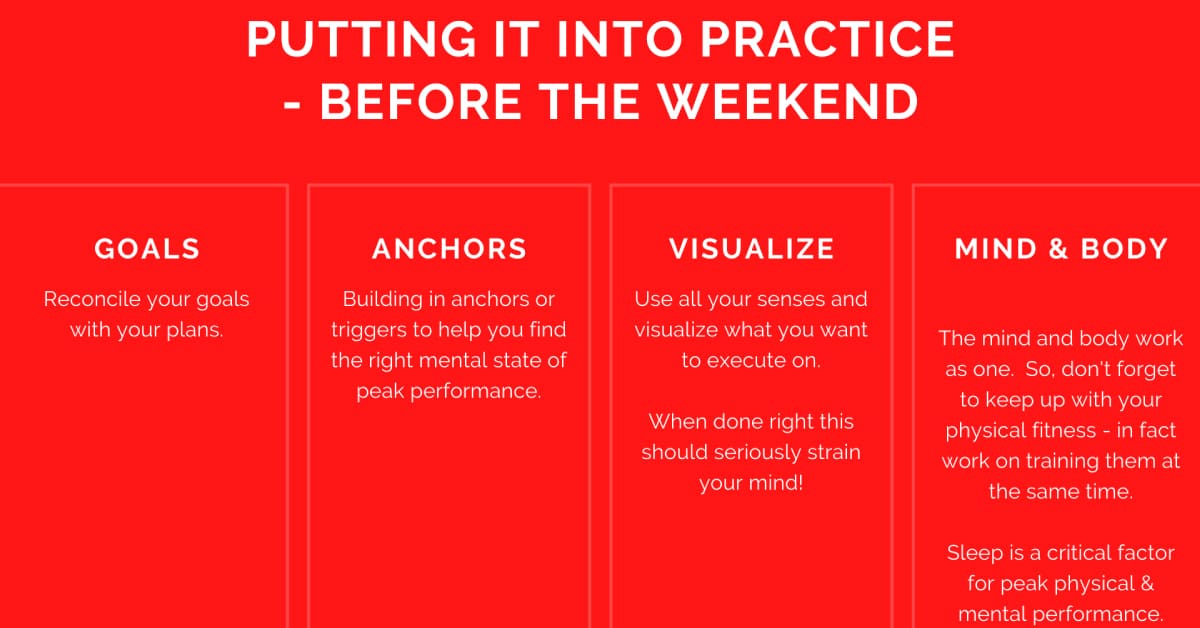 PUTTING IT INTO PRACTICE
- BEFORE THE WEEKEND
GOALS
Reconcile your goals
with your plans.
ANCHORS
Building in anchors or
triggers to help you find
the right mental state of
peak performance.
VISUALIZE
Use all your senses and
visualize what you want
to execute on.
When done right this
should seriously strain
your mind!
MIND & BODY
The mind and body work
as one.  So, don't forget
to keep up with your
physical fitness - in fact
work on training them at
the same time.
Sleep is a critical factor
for peak physical &
mental performance.